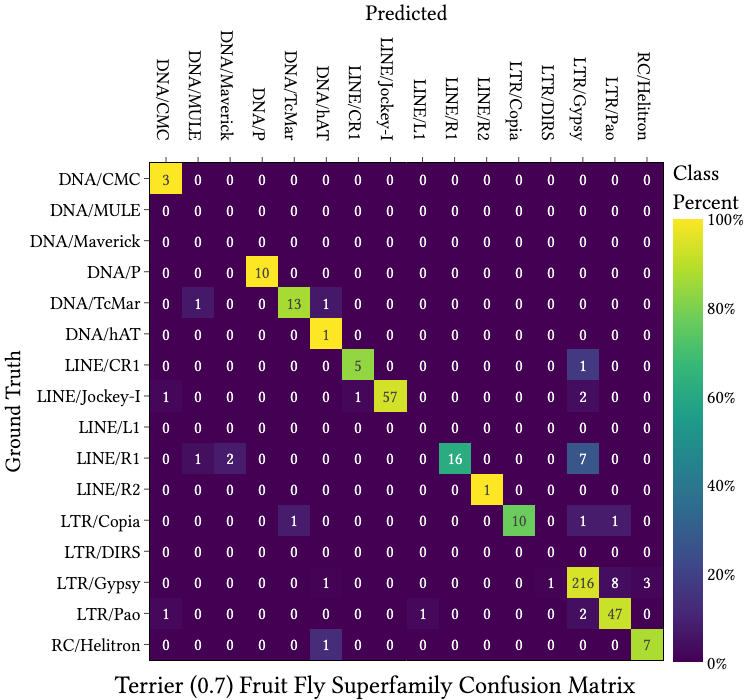 Predicted
DNA/CMC DNA/MULE DNA/Maverick DNA/P DNA/TcMar DNA/hAT LINE/CR1 LINE/Jockey-I LINE/L1 LINE/R1 LINE/R2 LTR/Copia LTR/DIRS LTR/Gypsy LTR/Pao RC/Helitron
Ground Truth
DNA/CMC 3 0 0 0 0 0 0 0 0 0 0 0 0 0 0 0
DNA/MULE 0 0 0 0 0 0 0 0 0 0 0 0 0 0 0 0
DNA/Maverick 0 0 0 0 0 0 0 0 0 0 0 0 0 0 0 0
DNA/P 0 0 0 10 0 0 0 0 0 0 0 0 0 0 0 0
DNA/TcMar 0 1 0 0 13 1 0 0 0 0 0 0 0 0 0 0
DNA/hAT 0 0 0 0 0 1 0 0 0 0 0 0 0 0 0 0
LINE/CR1 0 0 0 0 0 0 5 0 0 0 0 0 0 1 0 0
LINE/Jockey-I 1 0 0 0 0 0 1 57 0 0 0 0 0 2 0 0
LINE/L1 0 0 0 0 0 0 0 0 0 0 0 0 0 0 0 0
LINE/R1 0 1 2 0 0 0 0 0 0 16 0 0 0 7 0 0
LINE/R2 0 0 0 0 0 0 0 0 0 0 1 0 0 0 0 0
LTR/Copia 0 0 0 0 1 0 0 0 0 0 0 10 0 1 1 0
LTR/DIRS 0 0 0 0 0 0 0 0 0 0 0 0 0 0 0 0
LTR/Gypsy 0 0 0 0 0 1 0 0 0 0 0 0 1 216 8 3
LTR/Pao 1 0 0 0 0 0 0 0 1 0 0 0 0 2 47 0
RC/Helitron 0 0 0 0 0 1 0 0 0 0 0 0 0 0 0 7
Class
Percent
100%
80%
60%
40%
20%
0%
Terrier (0.7) Fruit Fly Superfamily Confusion Matrix